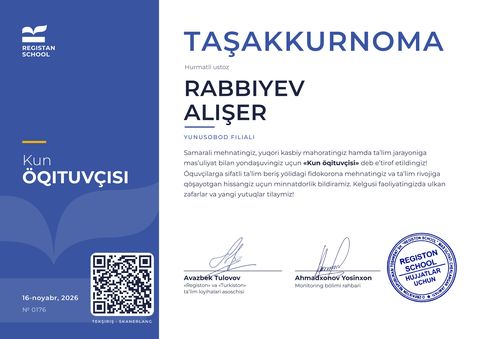 REGISTAN
SCHOOL
Kun
ÖQITUVÇISI
16-noyabr, 2026
№ 0176
TEKŞIRIŞ - SKANERLANG
TAŞAKKURNOMA
Hurmatli ustoz
RABBIYEV
ALIŞER
YUNUSOBOD FILIALI
Samarali mehnatingiz, yuqori kasbiy mahoratingiz hamda ta'lim jarayoniga
mas'uliyat bilan yondaşuvingiz uçun «Kun öqituvçisi» deb e'tirof etildingiz!
Öquvçilarga sifatli ta'lim beriş yölidagi fidokorona mehnatingiz va ta'lim rivojiga
qöşayotgan hissangiz uçun minnatdorlik bildiramiz. Kelgusi faoliyatingizda ulkan
zafarlar va yangi yutuqlar tilaymiz!
Avazbek Tulovov
«Registon» va «Turkiston»
ta'lim loyihalari asosçhisi
Ahmadxonov Yosinxon
Monitoring bölimi rahbari
REGISTON
SCHOOL
HUJJATLAR
UCHUN